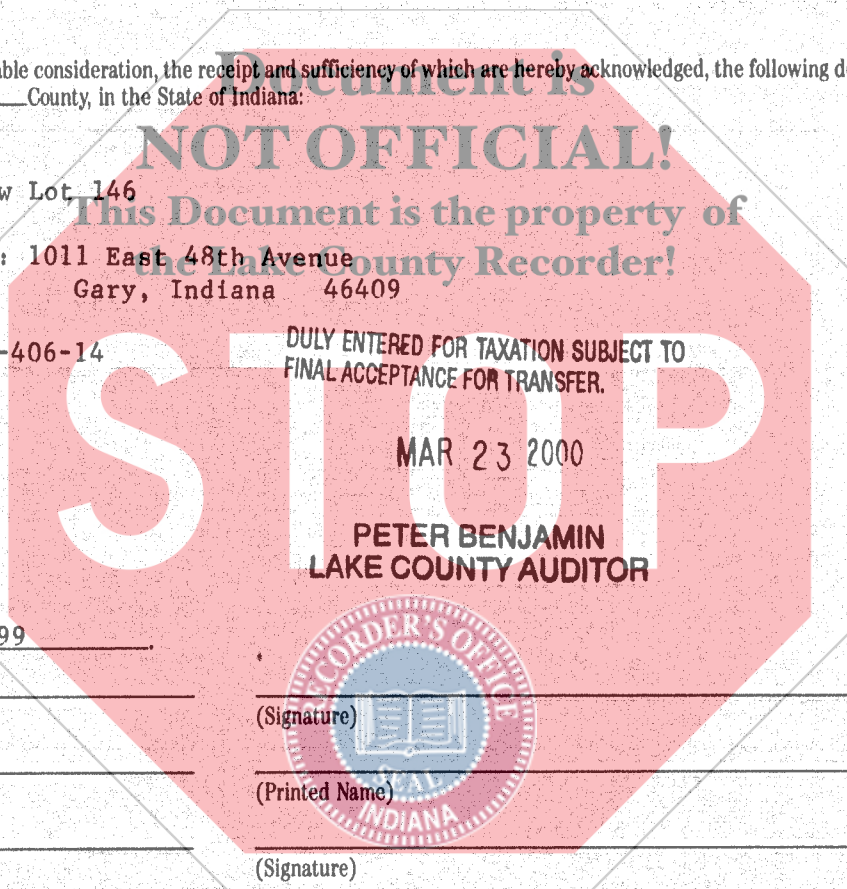 Document is
able consideration, the receipt and sufficiency of which are hereby acknowledged, the following de
County, in the State of Indiana:
NOT OFFICIAL!
w Lot 146
This Document is the property of
: 1011 East 48th Avenue
the Lake County Recorder!
Gary, Indiana 46409
-406-14
DULY ENTERED FOR TAXATION SUBJECT TO
FINAL ACCEPTANCE FOR TRANSFER.
STOP
MAR 23 2000
PETER BENJAMIN
LAKE COUNTY AUDITOR
99
RECORDER'S OFFICE
(Signature)
SEAL
(Printed Name)
INDIANA
(Signature)